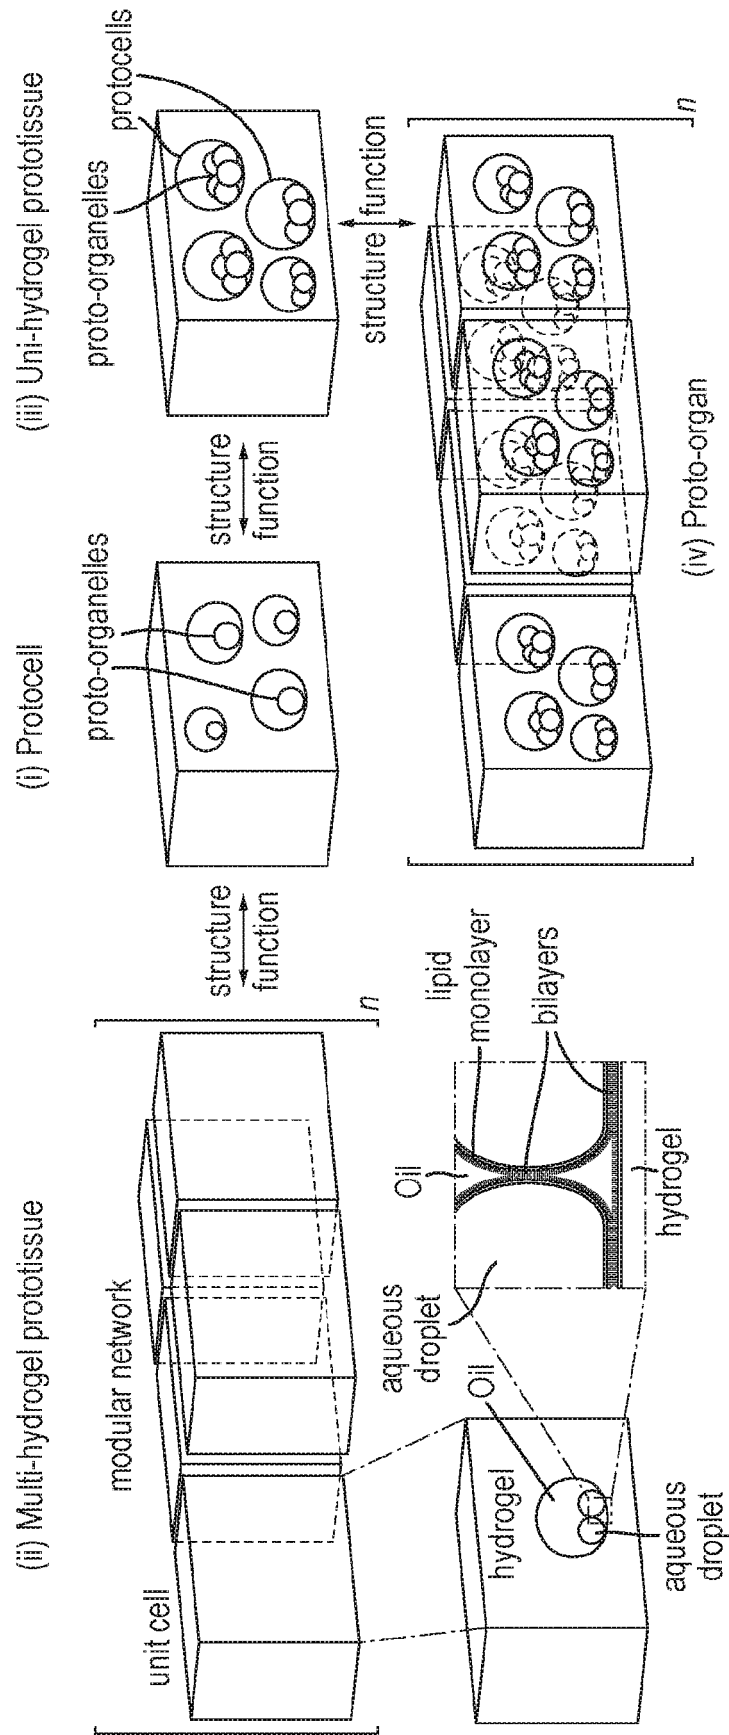 (ii) Multi-hydrogel prototissue
modular network
unit cell
n
structure
function
(i) Protocell
proto-organelles
structure
function
(iii) Uni-hydrogel prototissue
proto-organelles
protocells
structure
function
hydrogel
Oil
aqueous
droplet
aqueous
droplet
Oil
lipid
monolayer
bilayers
hydrogel
n
(iv) Proto-organ